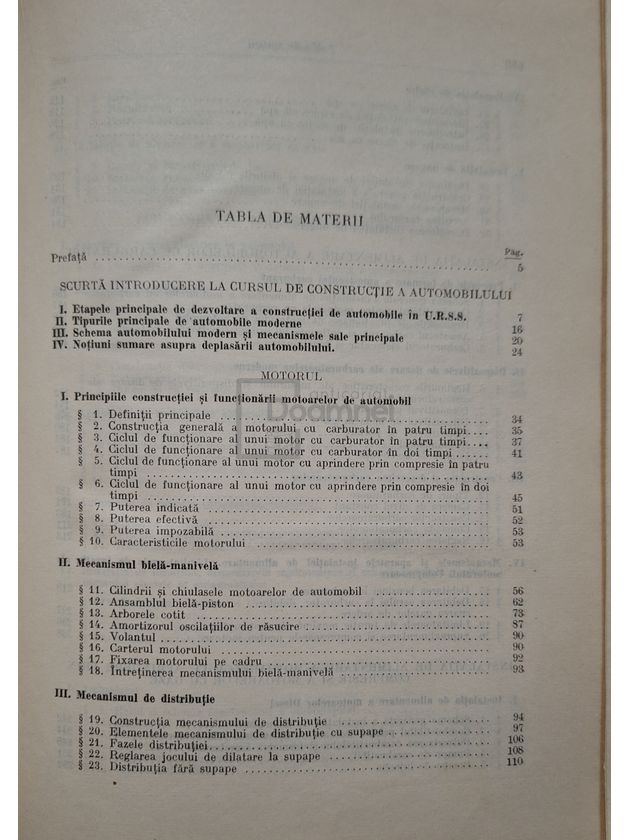 TABLA DE MATERII
Pag.
Prefață .......... 5
SCURTĂ INTRODUCERE LA CURSUL DE CONSTRUCȚIE A AUTOMOBILULUI
I. Etapele principale de dezvoltare a construcției de automobile în U.R.S.S. 7
II. Tipurile principale de automobile moderne 16
III. Schema automobilului modern și mecanismele sale principale 20
IV. Noțiuni sumare asupra deplasării automobilului. 24
MOTORUL
I. Principiile construcției și funcționării motoarelor de automobil
§ 1. Definiții principale .......... 34
§ 2. Construcția generală a motorului cu carburator în patru timpi.... 35
§ 3. Ciclul de funcționare al unui motor cu carburator în patru timpi.... 37
§ 4. Ciclul de funcționare al unui motor cu carburator în doi timpi ...... 41
§ 5. Ciclul de funcționare al unui motor cu aprindere prin compresie în patru
timpi .......... 43
§ 6. Ciclul de funcționare al unui motor cu aprindere prin compresie în doi
timpi .......... 45
§ 7. Puterea indicată .......... 51
§ 8. Puterea efectivă .......... 52
§ 9. Puterea impozabilă .......... 53
§ 10. Caracteristicile motorului .......... 53
II. Mecanismul bielă-manivelă
§ 11. Cilindrii și chiulasele motoarelor de automobil .......... 56
§ 12. Ansamblul bielă-piston .......... 62
§ 13. Arborele cotit .......... 73
§ 14. Amortizorul oscilațiilor de răsucire .......... 87
§ 15. Volantul .......... 90
§ 16. Carterul motorului .......... 90
§ 17. Fixarea motorului pe cadru .......... 92
§ 18. Întreținerea mecanismului bielă-manivelă .......... 93
III. Mecanismul de distribuție
§ 19. Construcția mecanismului de distribuție .......... 94
§ 20. Elementele mecanismului de distribuție cu supape .......... 97
§ 21. Fazele distribuției .......... 106
§ 22. Reglarea jocului de dilatare la supape .......... 108
§ 23. Distribuția fără supape .......... 110